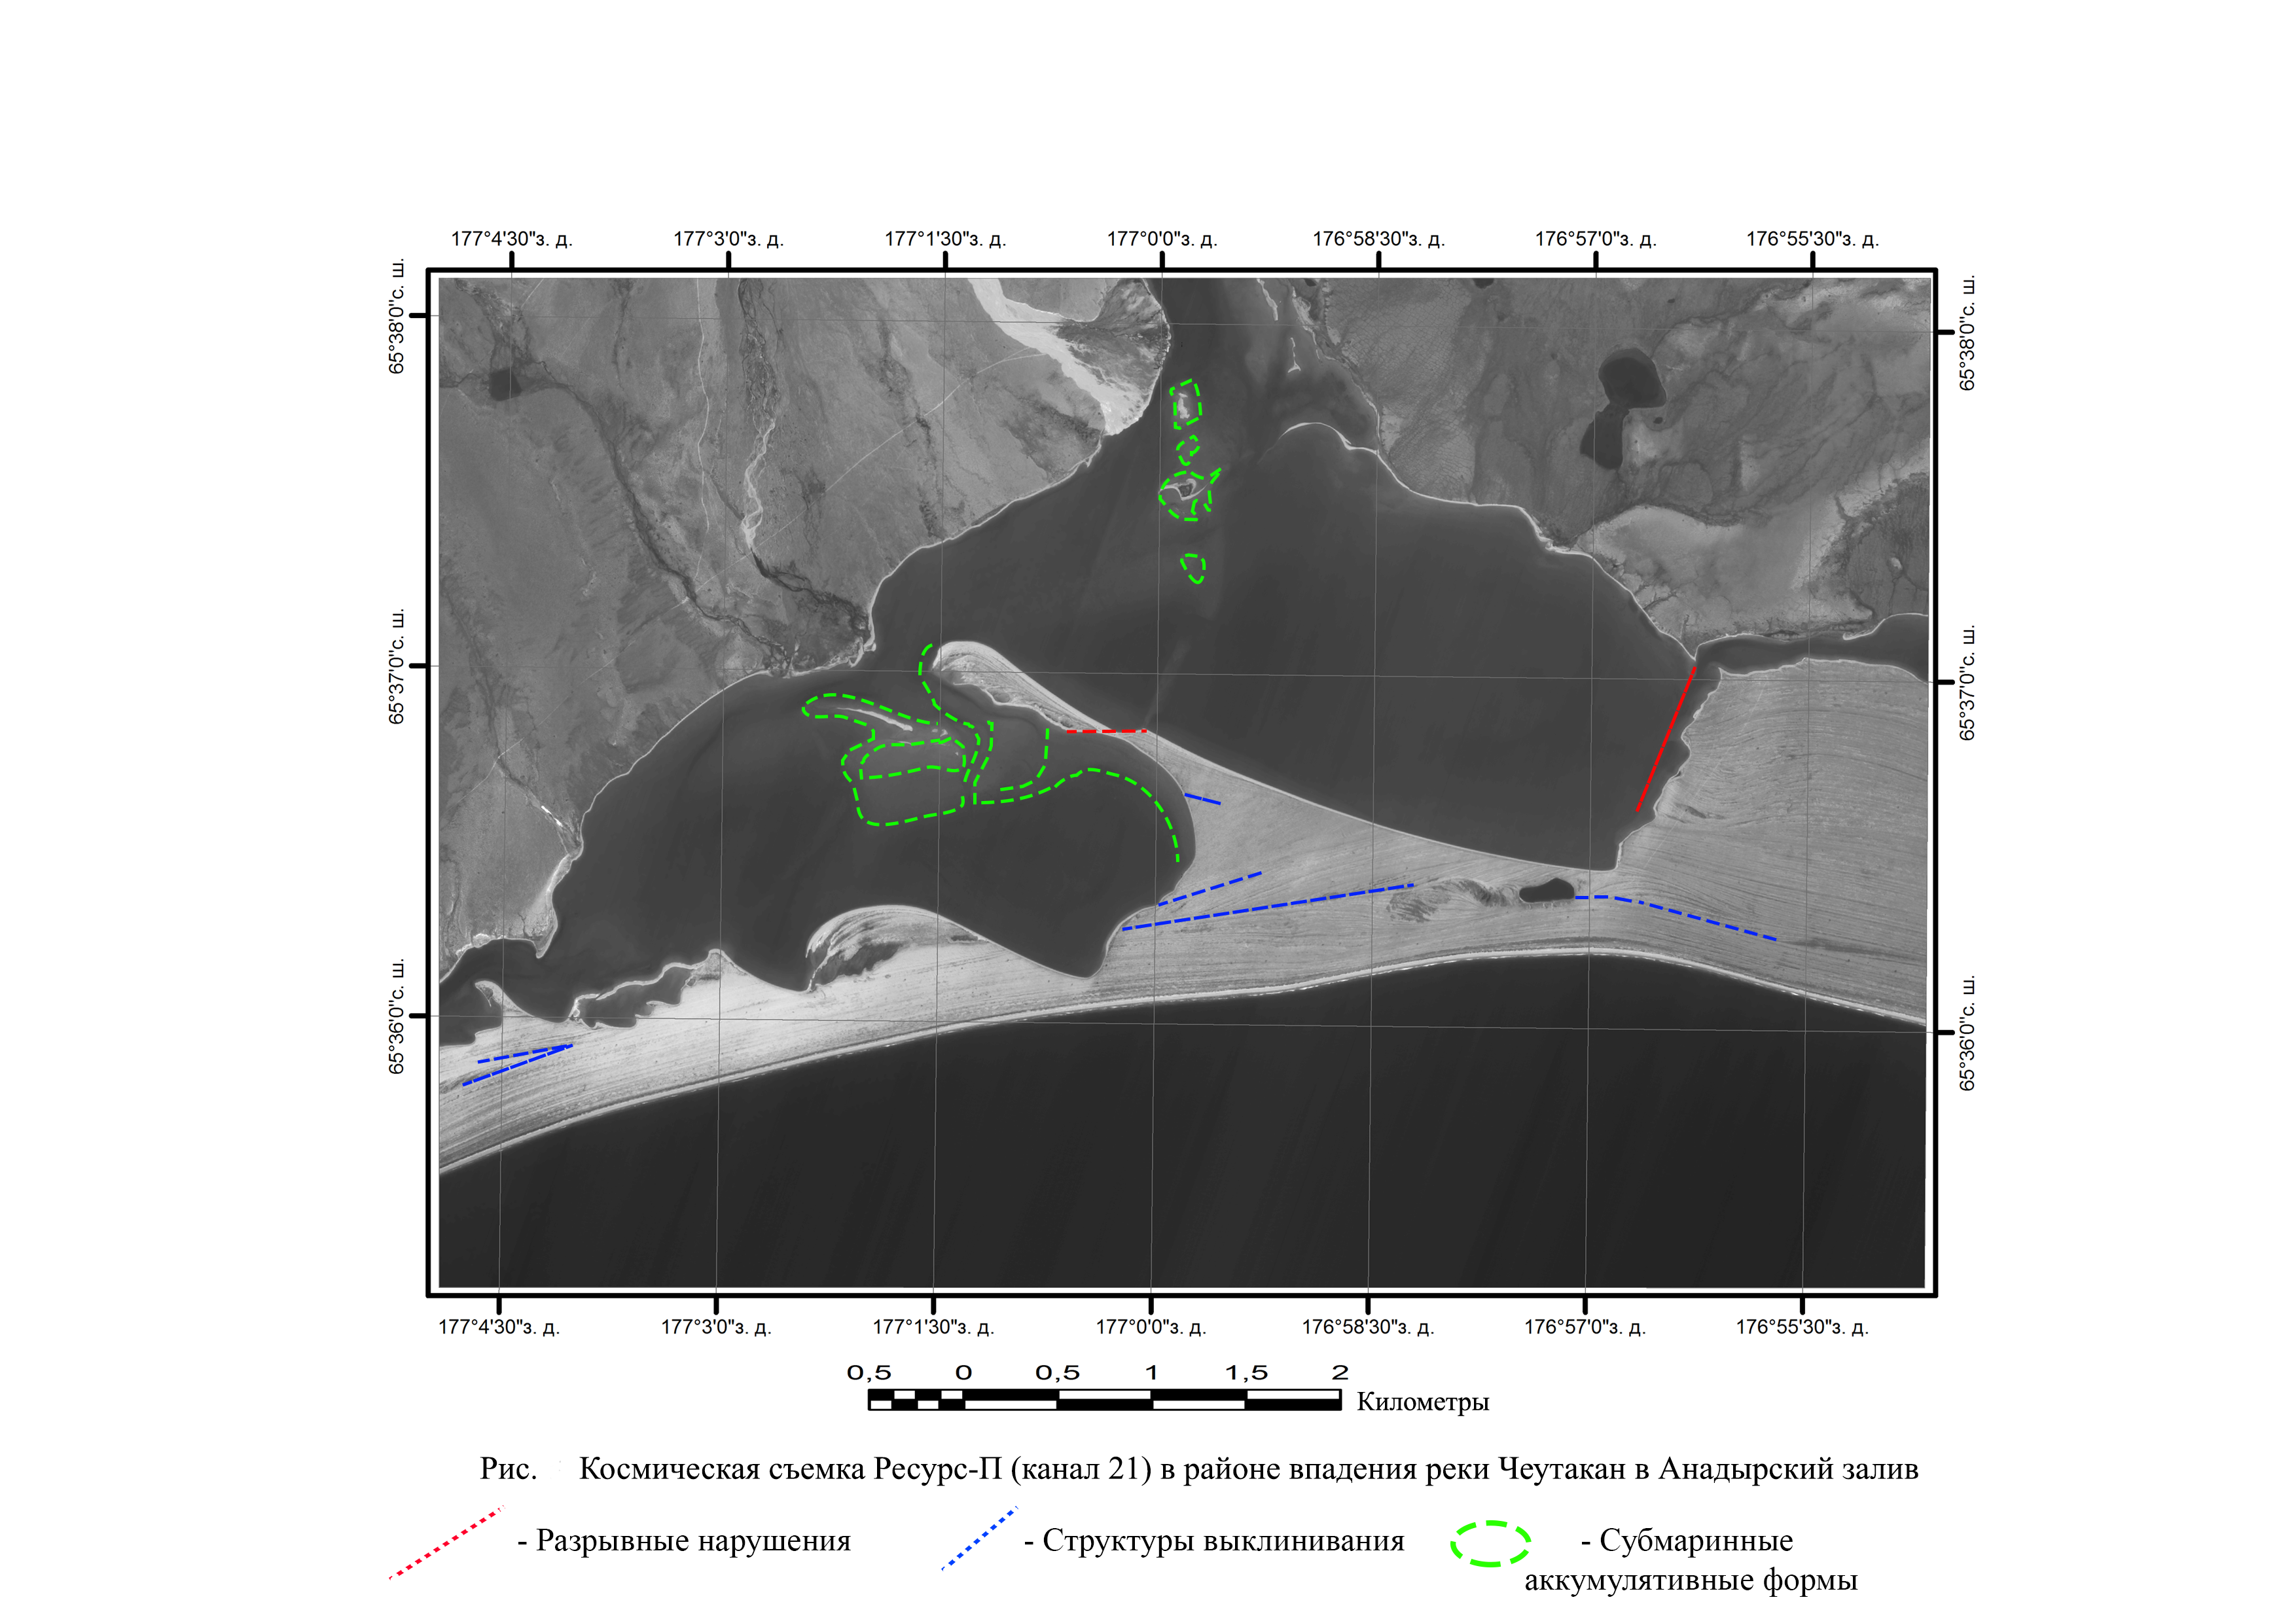 177°4'30"з. д. 177°3'0"з. д. 177°1'30"з. д. 177°0'0"з. д. 176°58'30"з. д. 176°57'0"з. д. 176°55'30"з. д.
65°38'0"с. ш. 65°38'0"с. ш.
65°37'0"с. ш. 65°37'0"с. ш.
65°36'0"с. ш. 65°36'0"с. ш.
177°4'30"з. д. 177°3'0"з. д. 177°1'30"з. д. 177°0'0"з. д. 176°58'30"з. д. 176°57'0"з. д. 176°55'30"з. д.
0,5 0 0,5 1 1,5 2
Километры
Рис. Космическая съемка Ресурс-П (канал 21) в районе впадения реки Чеутакан в Анадырский залив
- Разрывные нарушения - Структуры выклинивания - Субмаринные
аккумулятивные формы